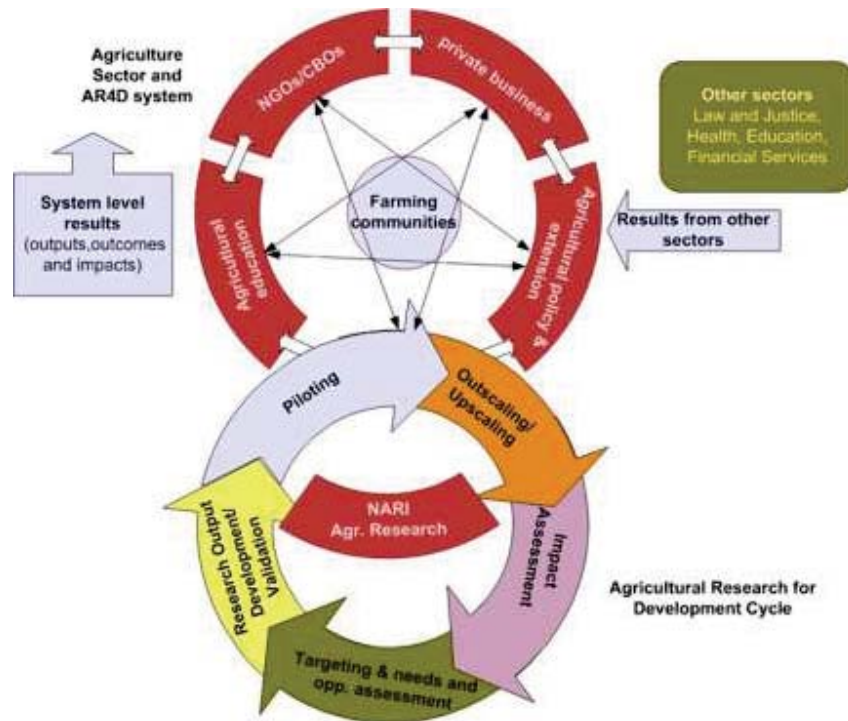 Agriculture
Sector and
AR4D system
NGOs/CBOs
private business
Other sectors
Law and Justice,
Health, Education,
Financial Services
System level
results
(outputs,outcomes
and impacts)
Agricutural
education
Farming
communities
Agricultural policy &
extension
Results from other
sectors
Piloting
Outscaling/
Upscaling
NARI
Agr. Research
Research Output
Development/
Validation
Impact
Assessment
Agricultural Research for
Development Cycle
Targeting & needs and
opp. assessment